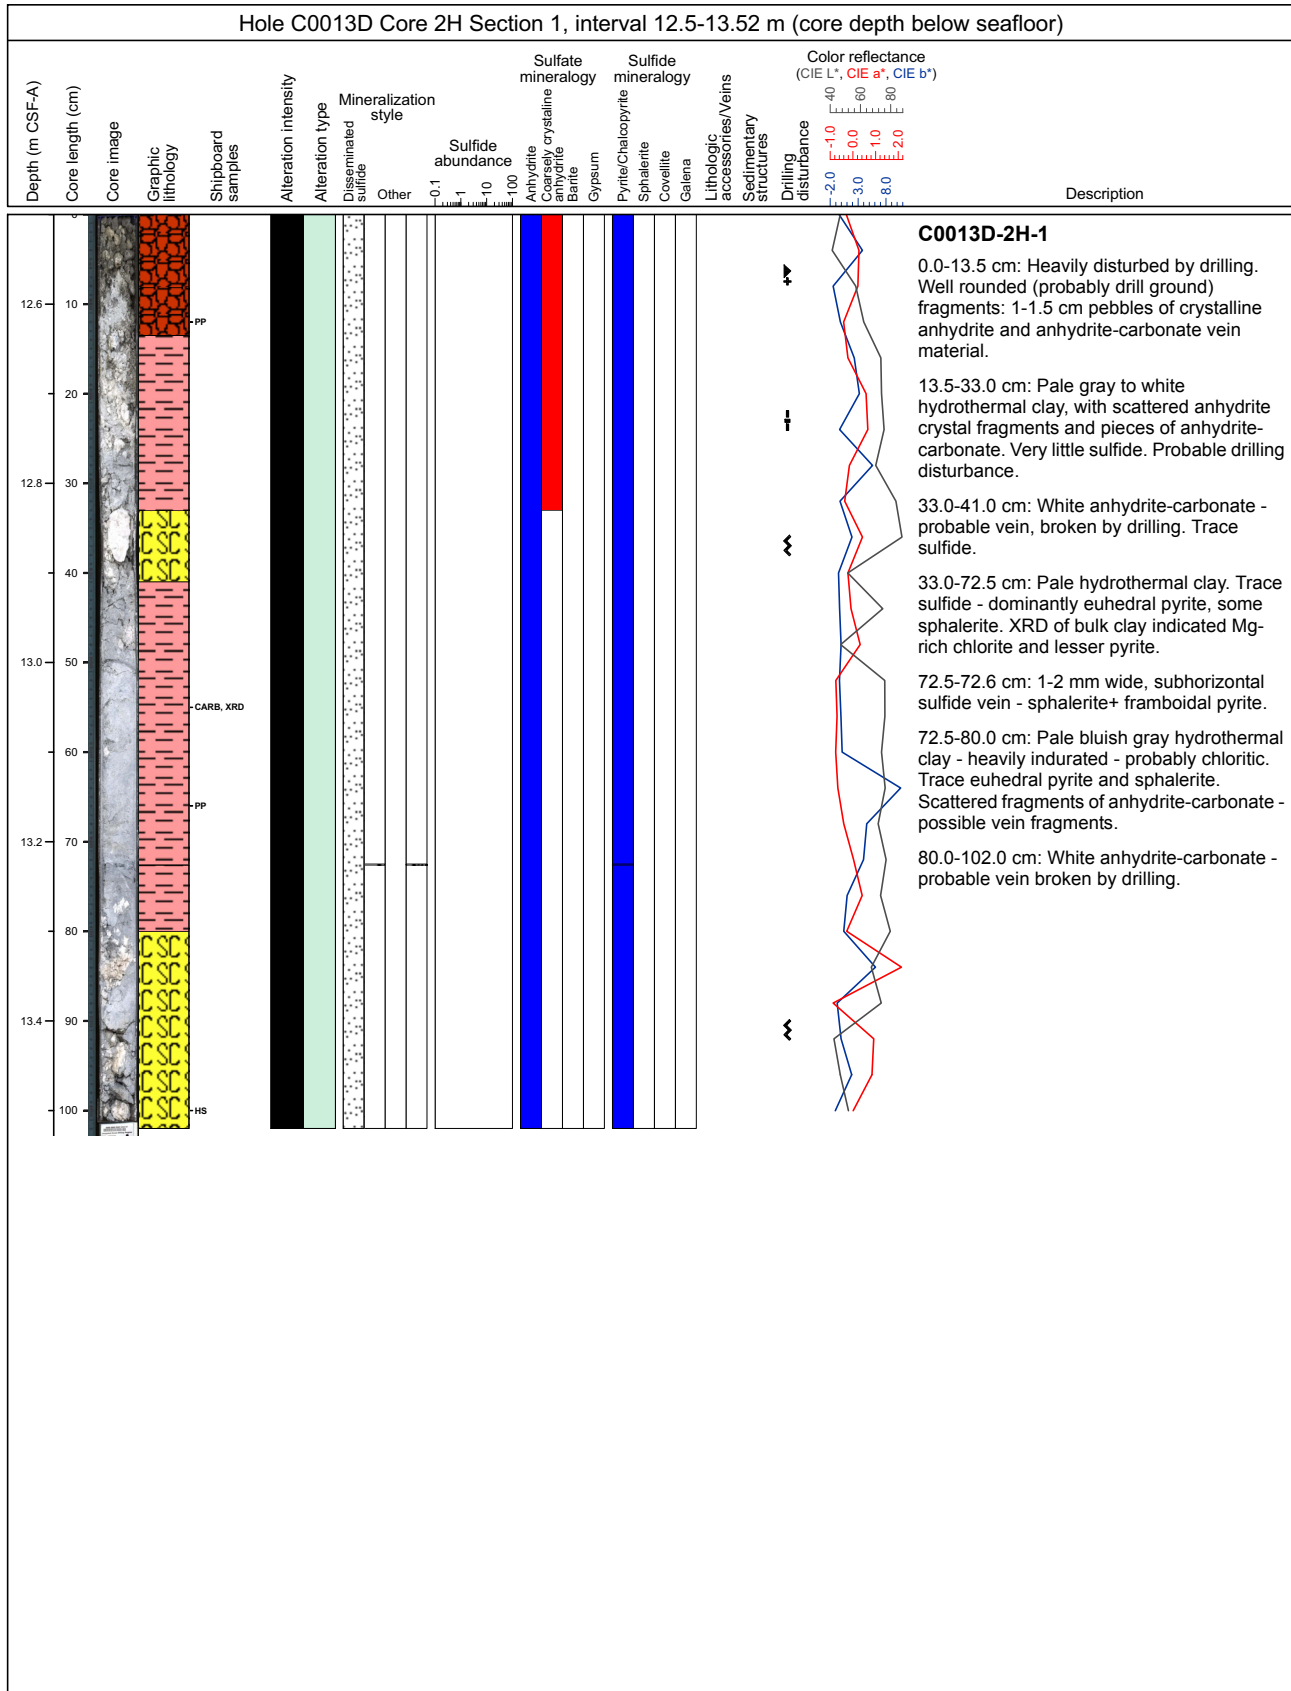 Hole C0013D Core 2H Section 1, interval 12.5-13.52 m (core depth below seafloor)
Depth (m CSF-A)
Core length (cm)
Core image
Graphic
lithology
Shipboard
samples
Alteration intensity
Alteration type
Mineralization
style
Disseminated
sulfide
Other
Sulfide
abundance
0.1
1
10
100
Sulfate
mineralogy
Anhydrite
Coarsely crystaline
anhydrite
Barite
Gypsum
Sulfide
mineralogy
Pyrite/Chalcopyrite
Sphalerite
Covellite
Galena
Lithologic
accessories/Veins
Sedimentary
structures
Drilling
disturbance
Color reflectance
(CIE L*, CIE a*, CIE b*)
40 60 80
-1.0 0.0 1.0 2.0
-2.0 3.0 8.0
Description
0
12.6
10
PP
20
12.8
30
40
13.0
50
CARB, XRD
60
PP
13.2
70
80
13.4
90
100
HS
C0013D-2H-1
0.0-13.5 cm: Heavily disturbed by drilling.
Well rounded (probably drill ground)
fragments: 1-1.5 cm pebbles of crystalline
anhydrite and anhydrite-carbonate vein
material.
13.5-33.0 cm: Pale gray to white
hydrothermal clay, with scattered anhydrite
crystal fragments and pieces of anhydrite-
carbonate. Very little sulfide. Probable drilling
disturbance.
33.0-41.0 cm: White anhydrite-carbonate -
probable vein, broken by drilling. Trace
sulfide.
33.0-72.5 cm: Pale hydrothermal clay. Trace
sulfide - dominantly euhedral pyrite, some
sphalerite. XRD of bulk clay indicated Mg-
rich chlorite and lesser pyrite.
72.5-72.6 cm: 1-2 mm wide, subhorizontal
sulfide vein - sphalerite+ framboidal pyrite.
72.5-80.0 cm: Pale bluish gray hydrothermal
clay - heavily indurated - probably chloritic.
Trace euhedral pyrite and sphalerite.
Scattered fragments of anhydrite-carbonate -
possible vein fragments.
80.0-102.0 cm: White anhydrite-carbonate -
probable vein broken by drilling.